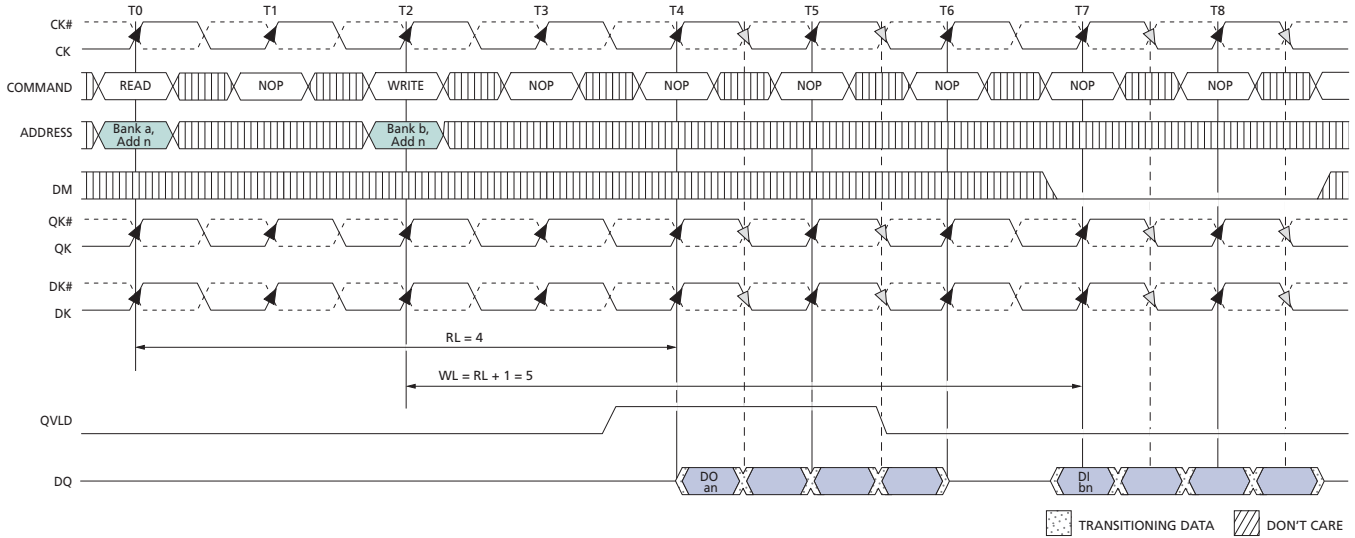 T0 T1 T2 T3 T4 T5 T6 T7 T8
CK#
CK
COMMAND READ NOP WRITE NOP NOP NOP NOP NOP NOP
ADDRESS Bank a, Add n Bank b, Add n
DM
QK#
QK
DK#
DK
RL = 4
WL = RL + 1 = 5
QVLD
DQ DO an DI bn
TRANSITIONING DATA DON'T CARE